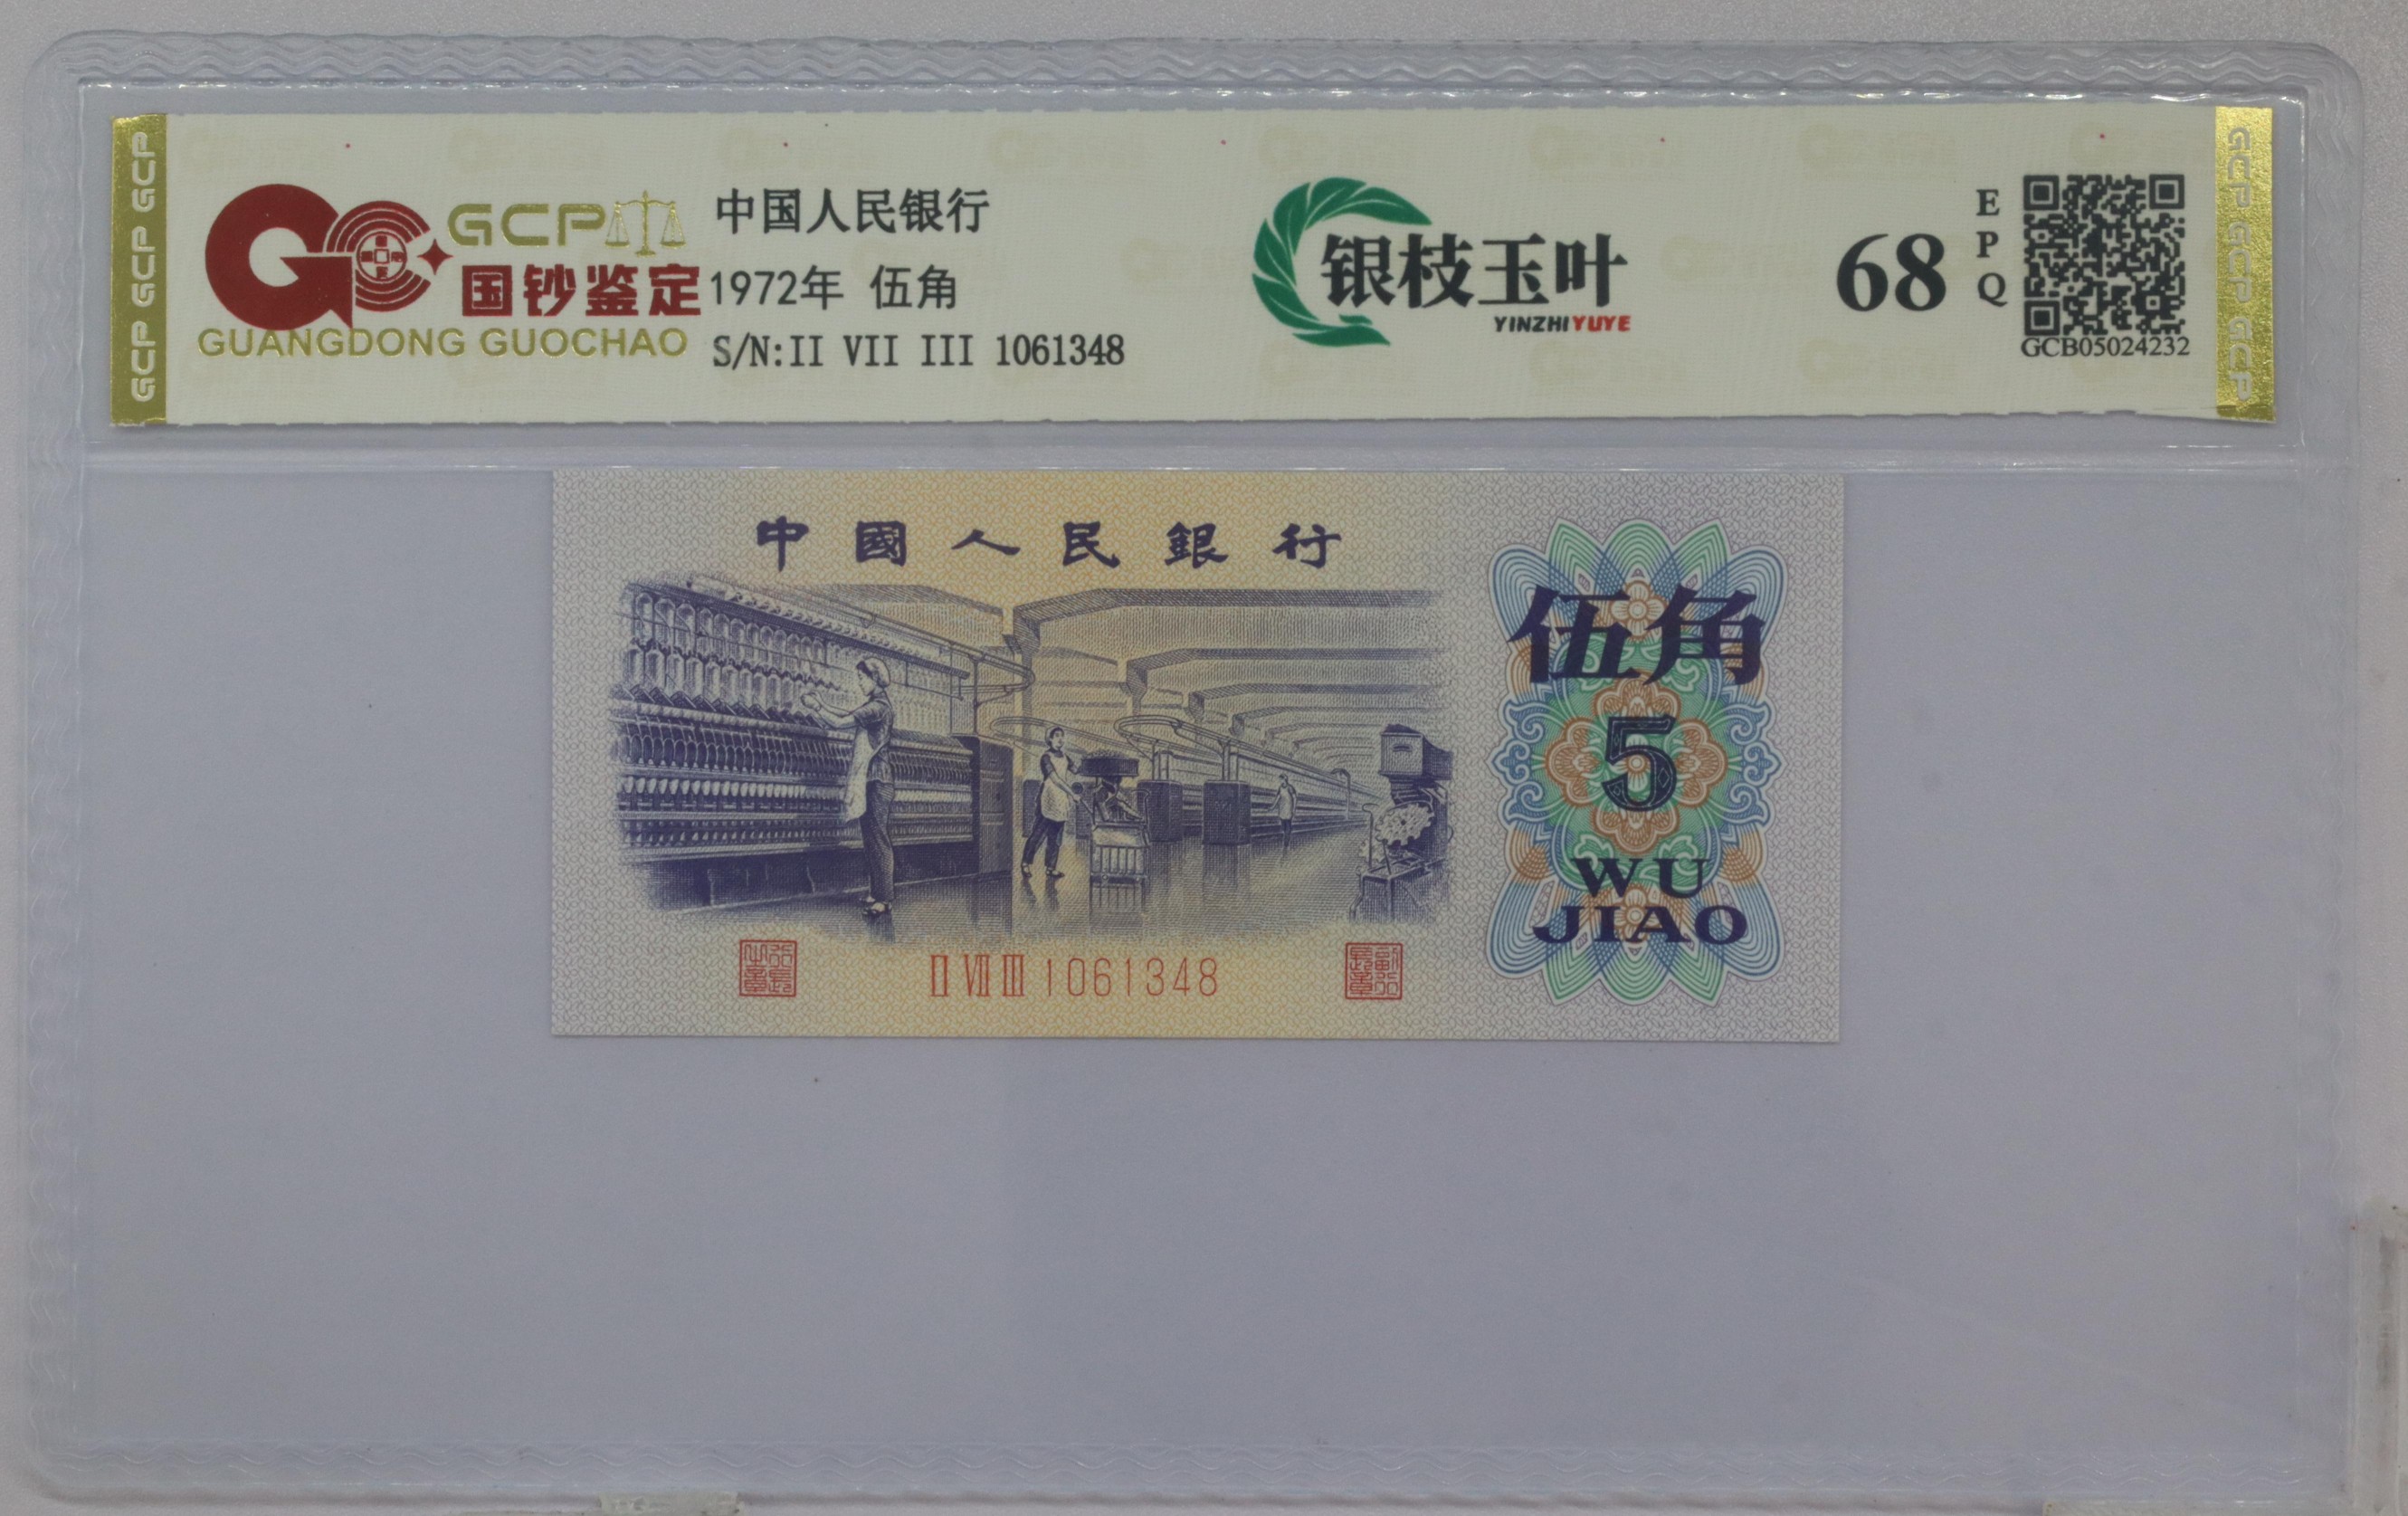 GCP GCP GCP
GCP
国钞鉴定
GUANGDONG GUOCHAO
中国人民银行
1972年 伍角
S/N:II VII III 1061348
银枝玉叶
YINZHIYUYE
68
EPQ
GCB05024232
GCP GCP GCP
中國人民銀行
伍角
5
WU
JIAO
II VII III 1061348